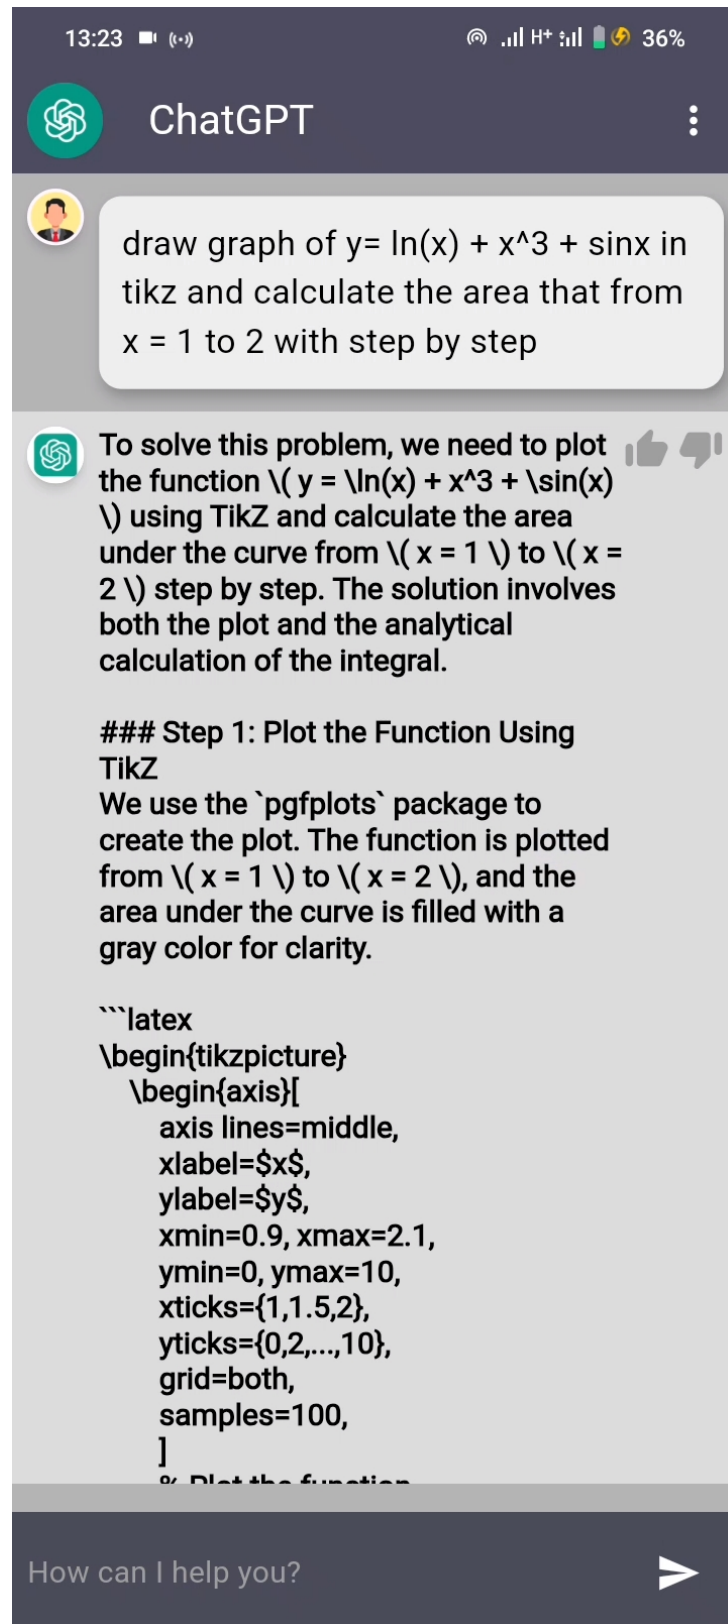 13:23
H+ 36%
ChatGPT
draw graph of y= ln(x) + x^3 + sinx in
tikz and calculate the area that from
x = 1 to 2 with step by step
To solve this problem, we need to plot
the function \( y = \ln(x) + x^3 + \sin(x)
\) using TikZ and calculate the area
under the curve from \( x = 1 \) to \( x =
2 \) step by step. The solution involves
both the plot and the analytical
calculation of the integral.
### Step 1: Plot the Function Using
TikZ
We use the `pgfplots` package to
create the plot. The function is plotted
from \( x = 1 \) to \( x = 2 \), and the
area under the curve is filled with a
gray color for clarity.
```latex
\begin{tikzpicture}
\begin{axis}[
axis lines=middle,
xlabel=$x$,
ylabel=$y$,
xmin=0.9, xmax=2.1,
ymin=0, ymax=10,
xticks={1,1.5,2},
yticks={0,2,...,10},
grid=both,
samples=100,
]
% Plot the function
How can I help you?